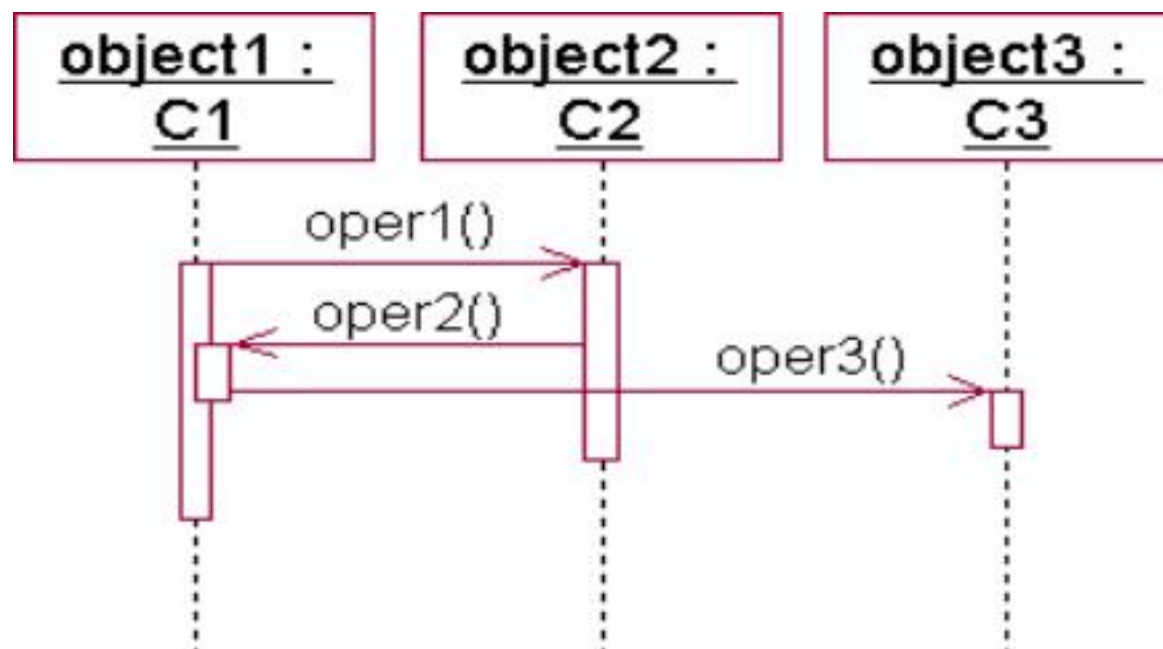 object1 :
C1
object2 :
C2
object3 :
C3
oper1()
oper2()
oper3()